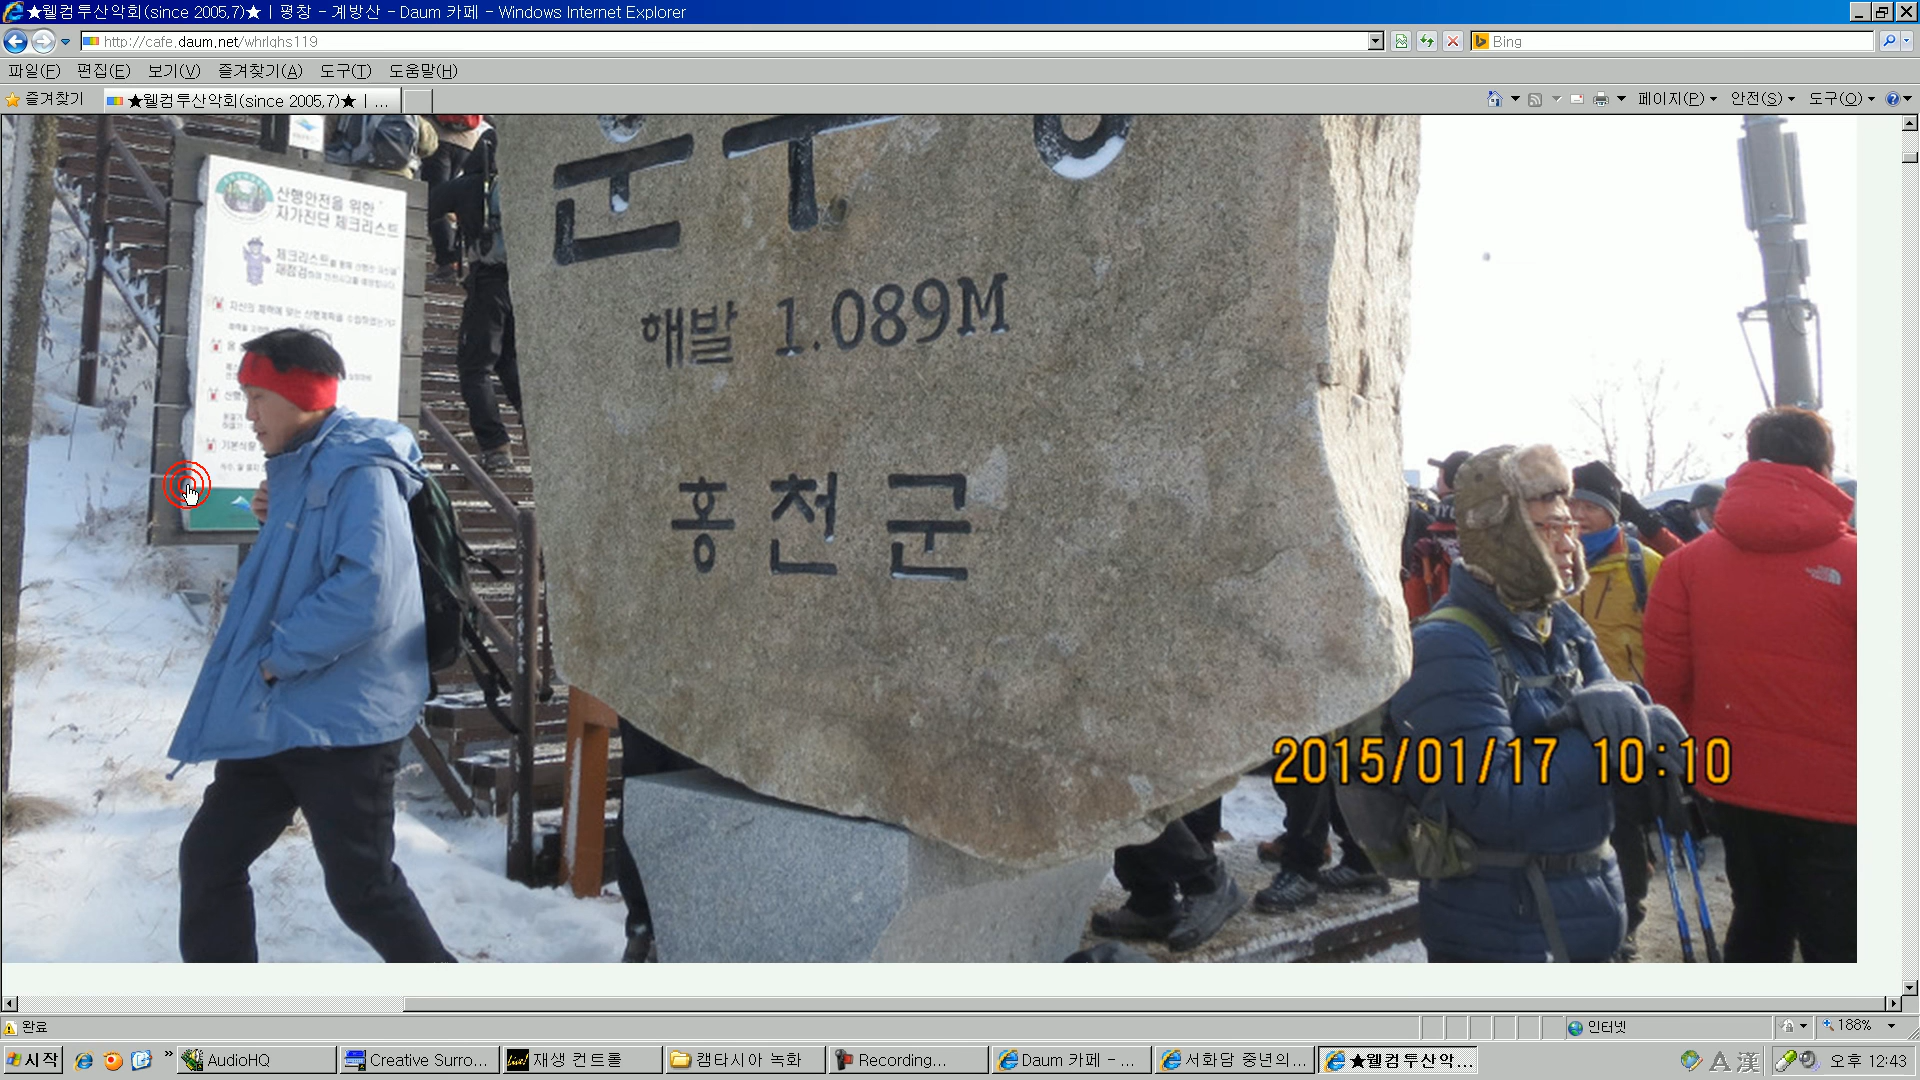 ★웰컴투산악회(since 2005,7)★ | 평창 - 계방산 - Daum 카페 - Windows Internet Explorer
http://cafe.daum.net/whrlqhs119
Bing
파일(F) 편집(E) 보기(V) 즐겨찾기(A) 도구(T) 도움말(H)
즐겨찾기
★웰컴투산악회(since 2005,7)★ | ...
페이지(P) 안전(S) 도구(O)
산행안전을 위한
자가진단 체크리스트
해발 1.089M
홍천군
2015/01/17 10:10
완료
인터넷
188%
시작
AudioHQ
Creative Surro...
재생 컨트롤
캠타시아 녹화
Recording...
Daum 카페 - ...
서화담 중년의...
★웰컴투산악...
A 漢
오후 12:43